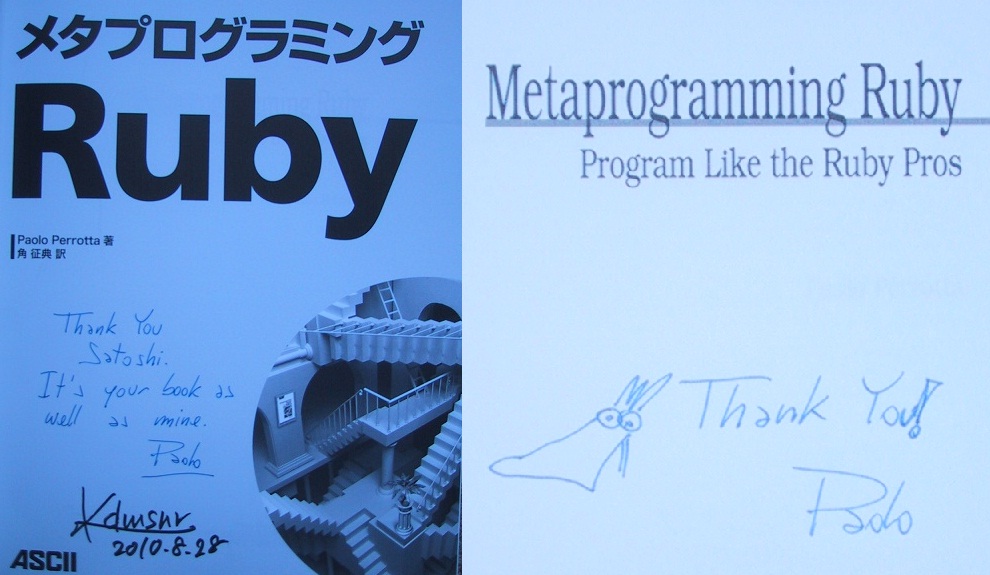 メタプログラミング
Ruby
Paolo Perrotta 著
角 征典 訳
Thank You
Satoshi.
It's your book as
well as mine.
Paolo
Kdmsnr
2010.8.28
ASCII
Metaprogramming Ruby
Program Like the Ruby Pros
Thank You!
Paolo